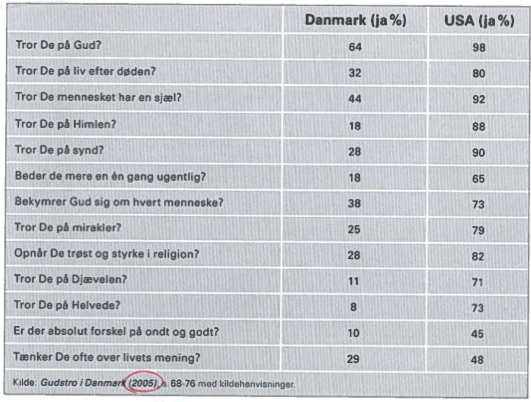 Danmark (ja %) USA (ja %)
Tror De på Gud? 64 98
Tror De på liv efter døden? 32 80
Tror De mennesket har en sjæl? 44 92
Tror De på Himlen? 18 88
Tror De på synd? 28 90
Beder de mere en én gang ugentlig? 18 65
Bekymrer Gud sig om hvert menneske? 38 73
Tror De på mirakler? 25 79
Opnår De trøst og styrke i religion? 28 82
Tror De på Djævelen? 11 71
Tror De på Helvede? 8 73
Er der absolut forskel på ondt og godt? 10 45
Tænker De ofte over livets mening? 29 48
Kilde: Gudstro i Danmark (2005), s. 68-76 med kildehenvisninger.